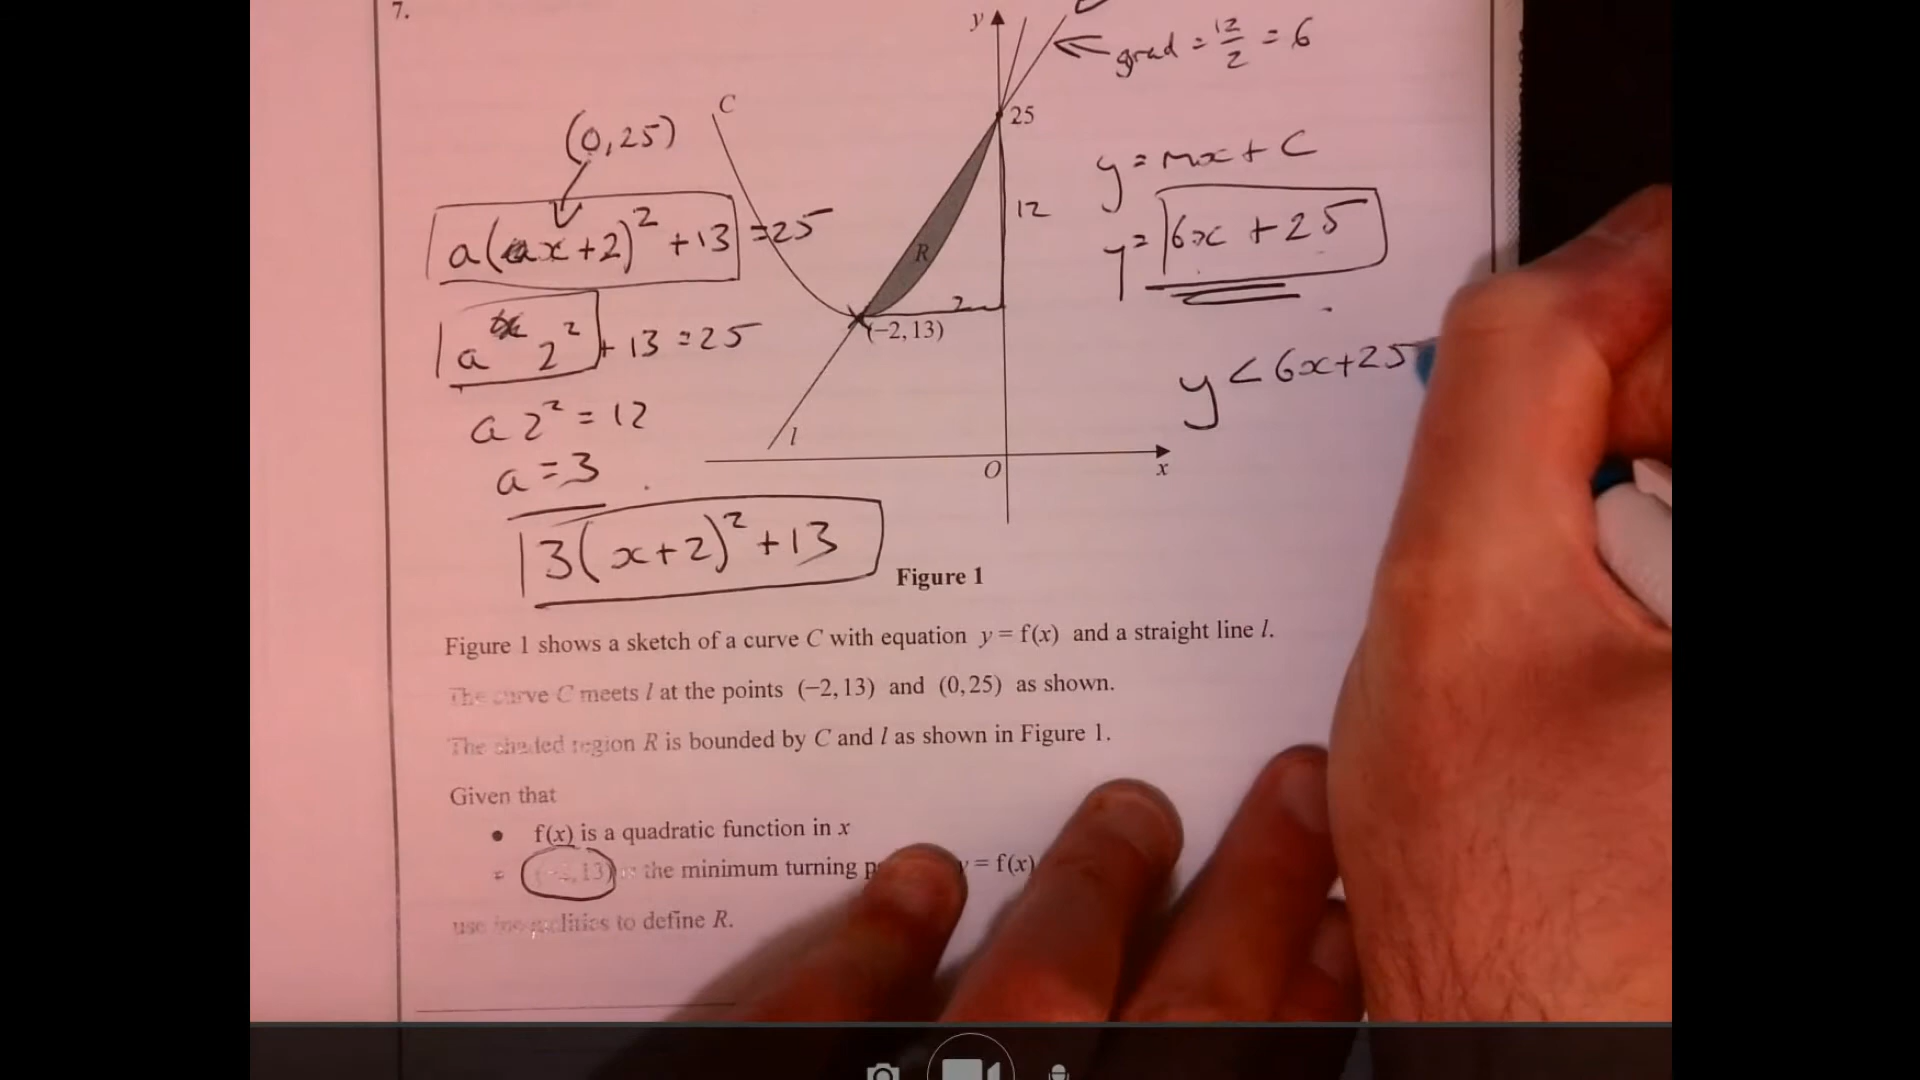 7.
y
grad = 12/2 = 6
C
25
(0,25)
y = mx + C
12
a(x+2)² +13 =25
R
y = 6x + 25
2
(−2, 13)
a × 2² + 13 = 25
y < 6x+25
a 2² = 12
l
a = 3
O
x
3(x+2)² +13
Figure 1
Figure 1 shows a sketch of a curve C with equation y = f(x) and a straight line l.
The curve C meets l at the points (−2, 13) and (0, 25) as shown.
The shaded region R is bounded by C and l as shown in Figure 1.
Given that
• f(x) is a quadratic function in x
13) the minimum turning y = f(x)
use inequalities to define R.